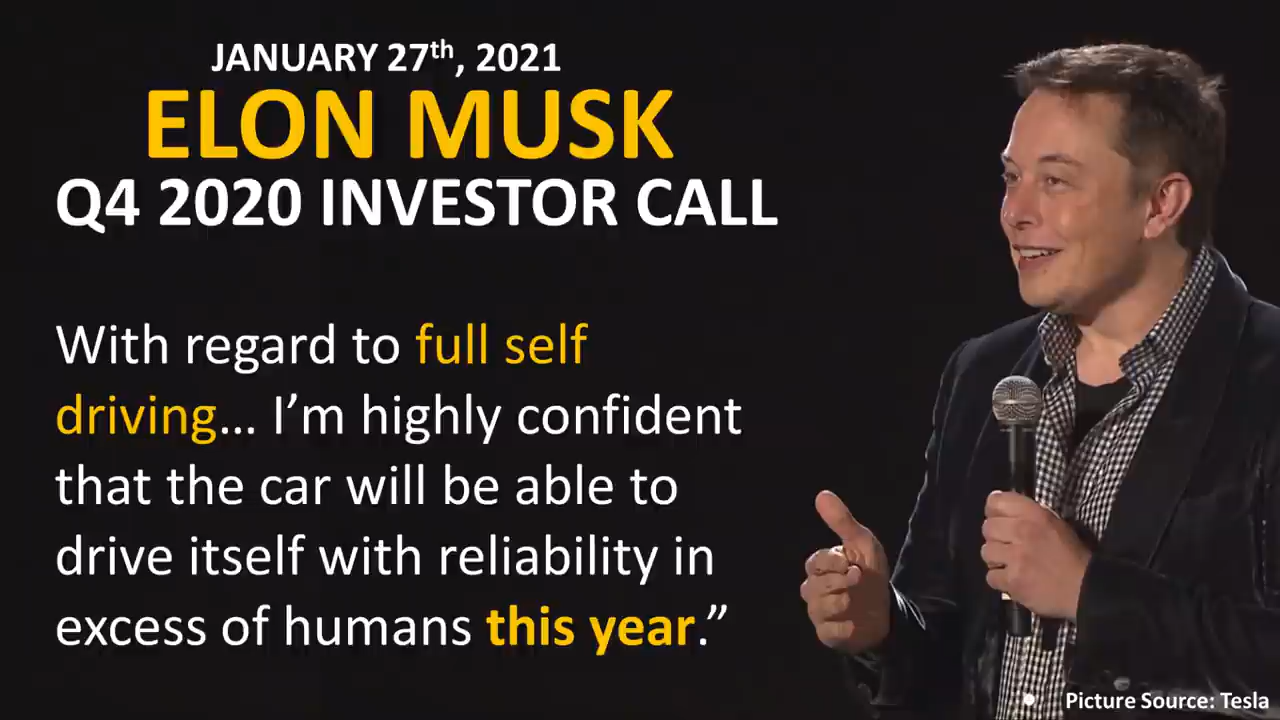 JANUARY 27th, 2021
ELON MUSK
Q4 2020 INVESTOR CALL
With regard to full self
driving... I’m highly confident
that the car will be able to
drive itself with reliability in
excess of humans this year.”
• Picture Source: Tesla